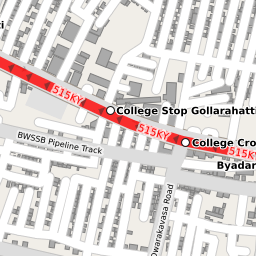 515KY
College Stop Gollarahatti
515KY
College Cro
515KY
BWSSB Pipeline Track
Byadar
Dwarakavasa Road